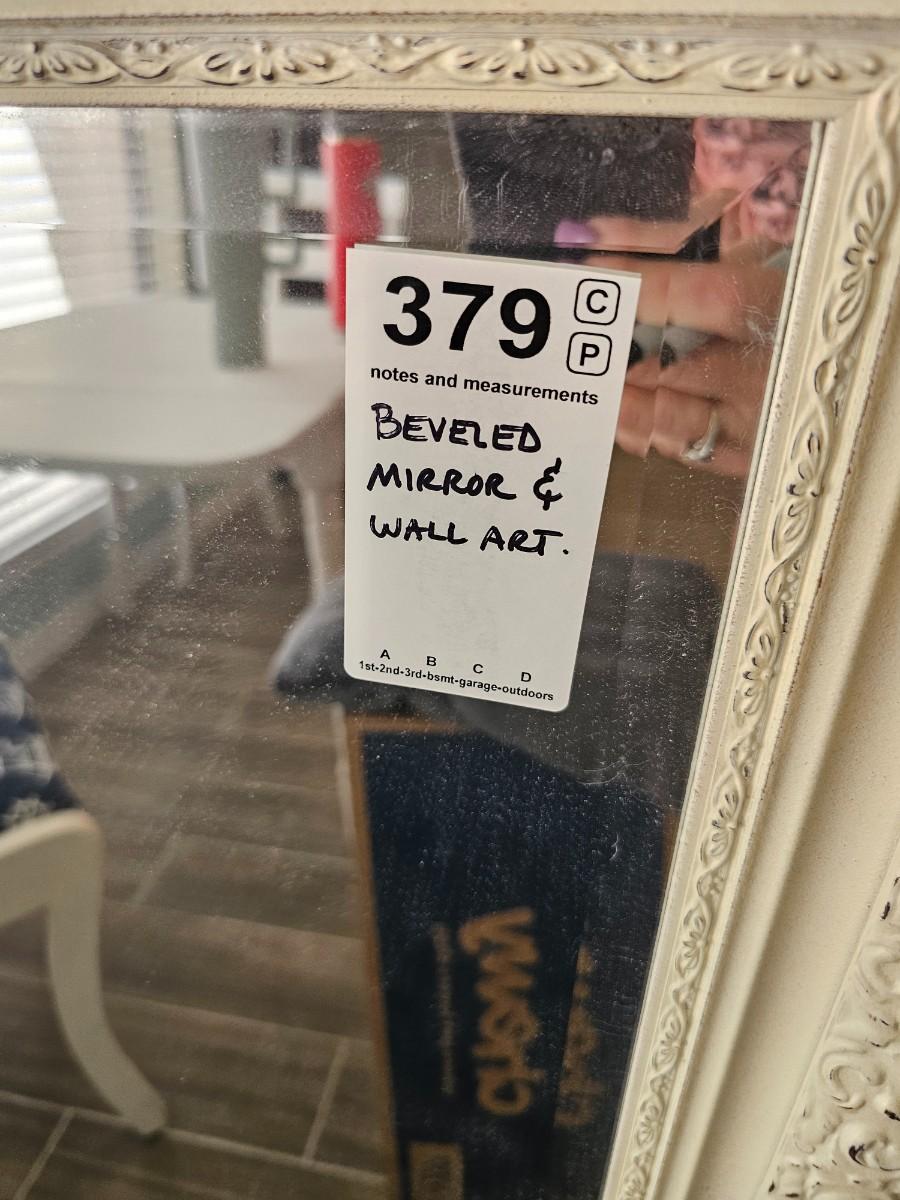 379 C
P
notes and measurements
BEVELED
MIRROR &
WALL ART.
A B C D
1st-2nd-3rd-bsmt-garage-outdoors